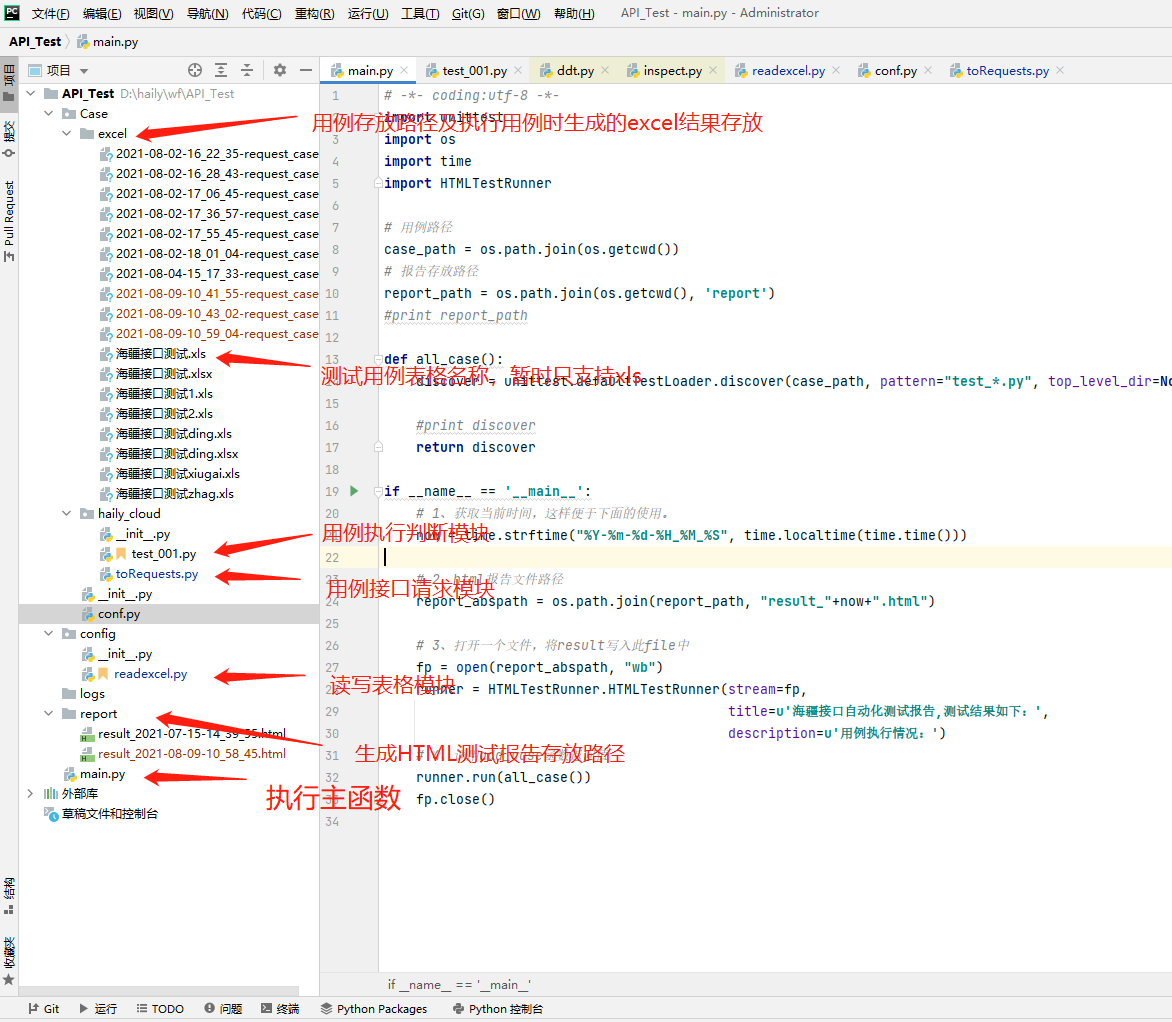 文件(F) 编辑(E) 视图(V) 导航(N) 代码(C) 重构(R) 运行(U) 工具(T) Git(G) 窗口(W) 帮助(H) API_Test - main.py - Administrator
API_Test main.py
项目
提交
Pull Request
结构
收藏夹
项目
API_Test D:\haily\wf\API_Test
Case
excel
2021-08-02-16_22_35-request_case
2021-08-02-16_28_43-request_case
2021-08-02-17_06_45-request_case
2021-08-02-17_36_57-request_case
2021-08-02-17_55_45-request_case
2021-08-02-18_01_04-request_case
2021-08-04-15_17_33-request_case
2021-08-09-10_41_55-request_case
2021-08-09-10_43_02-request_case
2021-08-09-10_59_04-request_case
海疆接口测试.xls
海疆接口测试.xlsx
海疆接口测试1.xls
海疆接口测试2.xls
海疆接口测试ding.xls
海疆接口测试ding.xlsx
海疆接口测试xiugai.xls
海疆接口测试zhag.xls
haily_cloud
__init__.py
test_001.py
toRequests.py
__init__.py
conf.py
config
__init__.py
readexcel.py
logs
report
result_2021-07-15-14_39_55.html
result_2021-08-09-10_58_45.html
main.py
外部库
草稿文件和控制台
main.py test_001.py ddt.py inspect.py readexcel.py conf.py toRequests.py
1 # -*- coding:utf-8 -*-
import unittest
用例存放路径及执行用例时生成的excel结果存放
3 import os
4 import time
5 import HTMLTestRunner
6
7 # 用例路径
8 case_path = os.path.join(os.getcwd())
9 # 报告存放路径
10 report_path = os.path.join(os.getcwd(), 'report')
11 #print report_path
12
13 def all_case():
测试用例表格名称，暂时只支持xls
discover = unittest.defaultTestLoader.discover(case_path, pattern="test_*.py", top_level_dir=No
15
16 #print discover
17 return discover
18
19 if __name__ == '__main__':
20 # 1、获取当前时间，这样便于下面的使用。
用例执行判断模块
now = time.strftime("%Y-%m-%d-%H_%M_%S", time.localtime(time.time()))
22
23 # 2、html报告文件路径
用例接口请求模块
24 report_abspath = os.path.join(report_path, "result_"+now+".html")
25
26 # 3、打开一个文件，将result写入此file中
27 fp = open(report_abspath, "wb")
读写表格模块
28 runner = HTMLTestRunner.HTMLTestRunner(stream=fp,
29 title=u'海疆接口自动化测试报告,测试结果如下：',
30 description=u'用例执行情况：')
31
生成HTML测试报告存放路径
32 runner.run(all_case())
执行主函数
33 fp.close()
34
if __name__ == '__main__'
Git 运行 TODO 问题 终端 Python Packages Python 控制台